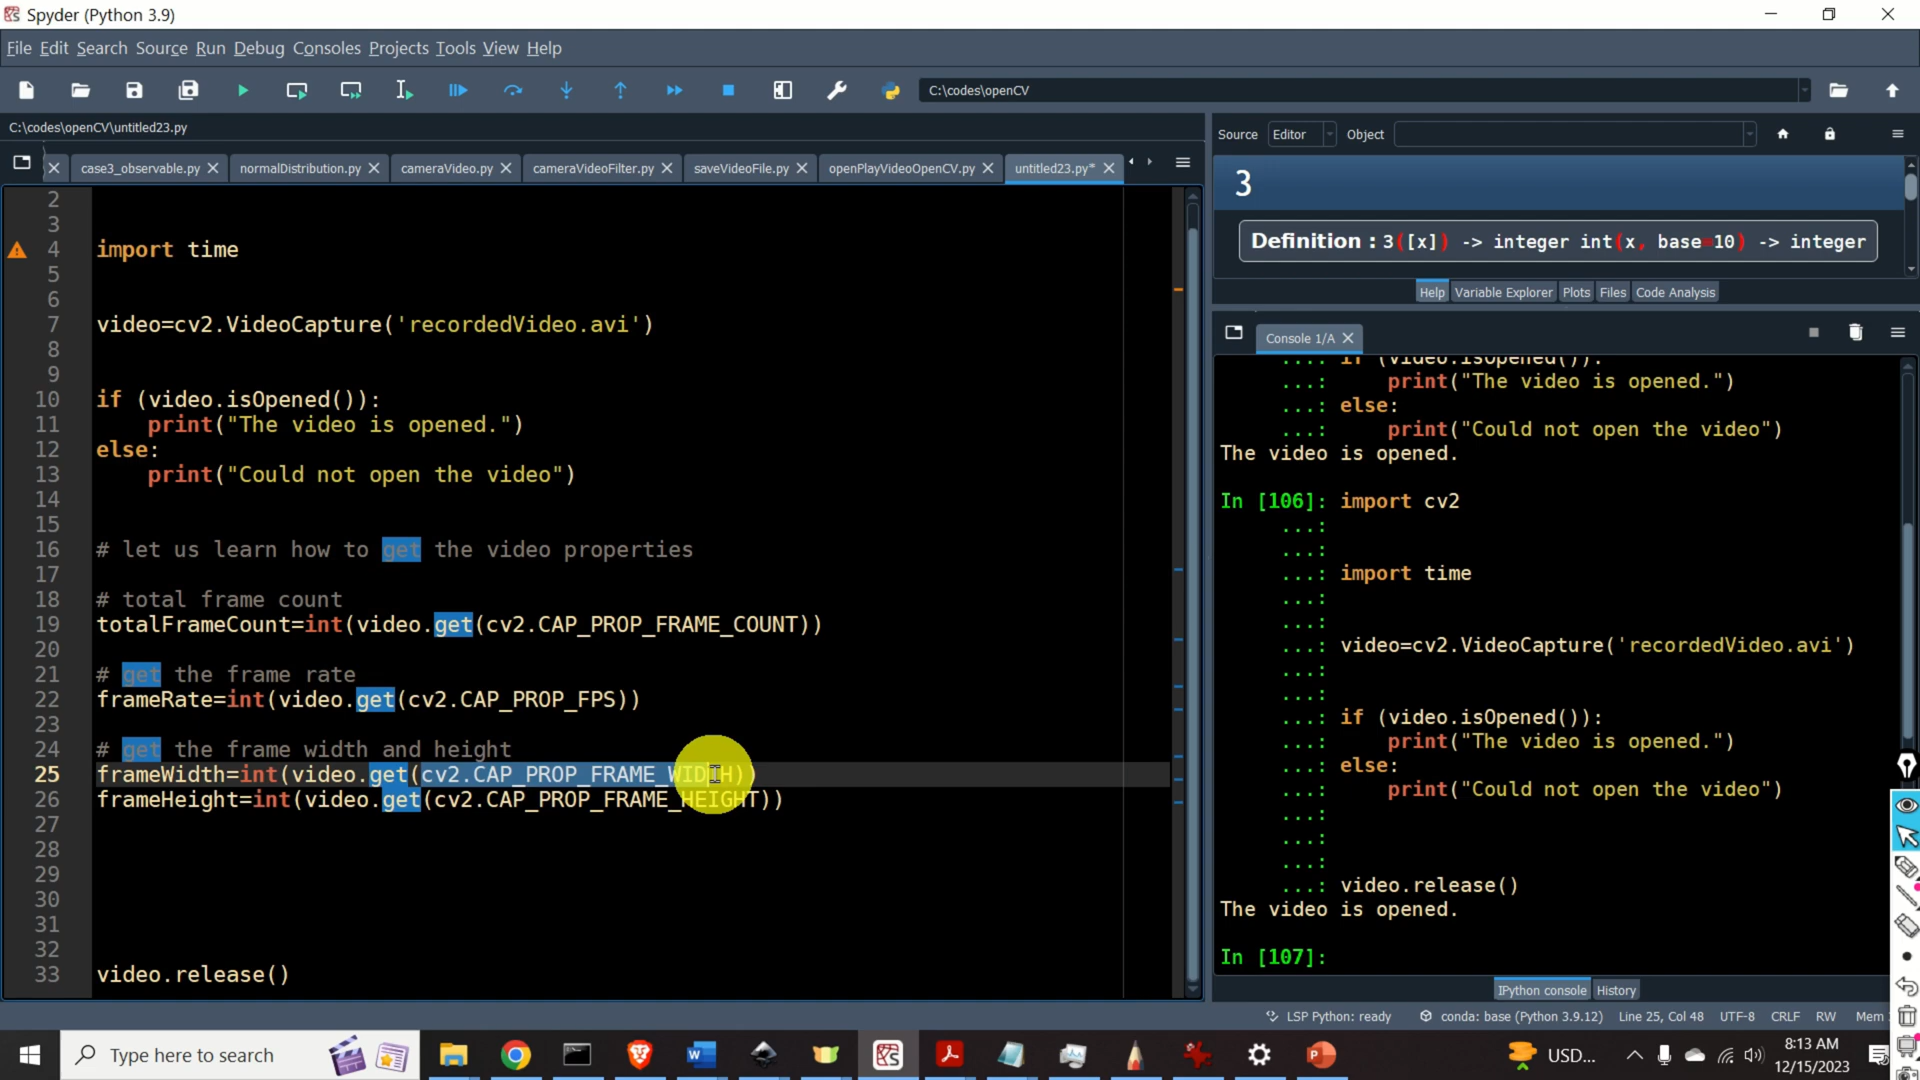 Spyder (Python 3.9)
File Edit Search Source Run Debug Consoles Projects Tools View Help
C:\codes\openCV
C:\codes\openCV\untitled23.py
case3_observable.py
normalDistribution.py
cameraVideo.py
cameraVideoFilter.py
saveVideoFile.py
openPlayVideoOpenCV.py
untitled23.py*
2
3
4 import time
5
6
7 video=cv2.VideoCapture('recordedVideo.avi')
8
9
10 if (video.isOpened()):
11     print("The video is opened.")
12 else:
13     print("Could not open the video")
14
15
16 # let us learn how to get the video properties
17
18 # total frame count
19 totalFrameCount=int(video.get(cv2.CAP_PROP_FRAME_COUNT))
20
21 # get the frame rate
22 frameRate=int(video.get(cv2.CAP_PROP_FPS))
23
24 # get the frame width and height
25 frameWidth=int(video.get(cv2.CAP_PROP_FRAME_WIDTH))
26 frameHeight=int(video.get(cv2.CAP_PROP_FRAME_HEIGHT))
27
28
29
30
31
32
33 video.release()
Source Editor Object
3
Definition : 3([x]) -> integer int(x, base=10) -> integer
Help Variable Explorer Plots Files Code Analysis
Console 1/A
...: if (video.isOpened()):
...:     print("The video is opened.")
...: else:
...:     print("Could not open the video")
The video is opened.
In [106]: import cv2
...:
...:
...: import time
...:
...:
...: video=cv2.VideoCapture('recordedVideo.avi')
...:
...:
...: if (video.isOpened()):
...:     print("The video is opened.")
...: else:
...:     print("Could not open the video")
...:
...:
...:
...: video.release()
The video is opened.
In [107]:
IPython console History
LSP Python: ready conda: base (Python 3.9.12) Line 25, Col 48 UTF-8 CRLF RW Mem
Type here to search
USD...
8:13 AM
12/15/2023